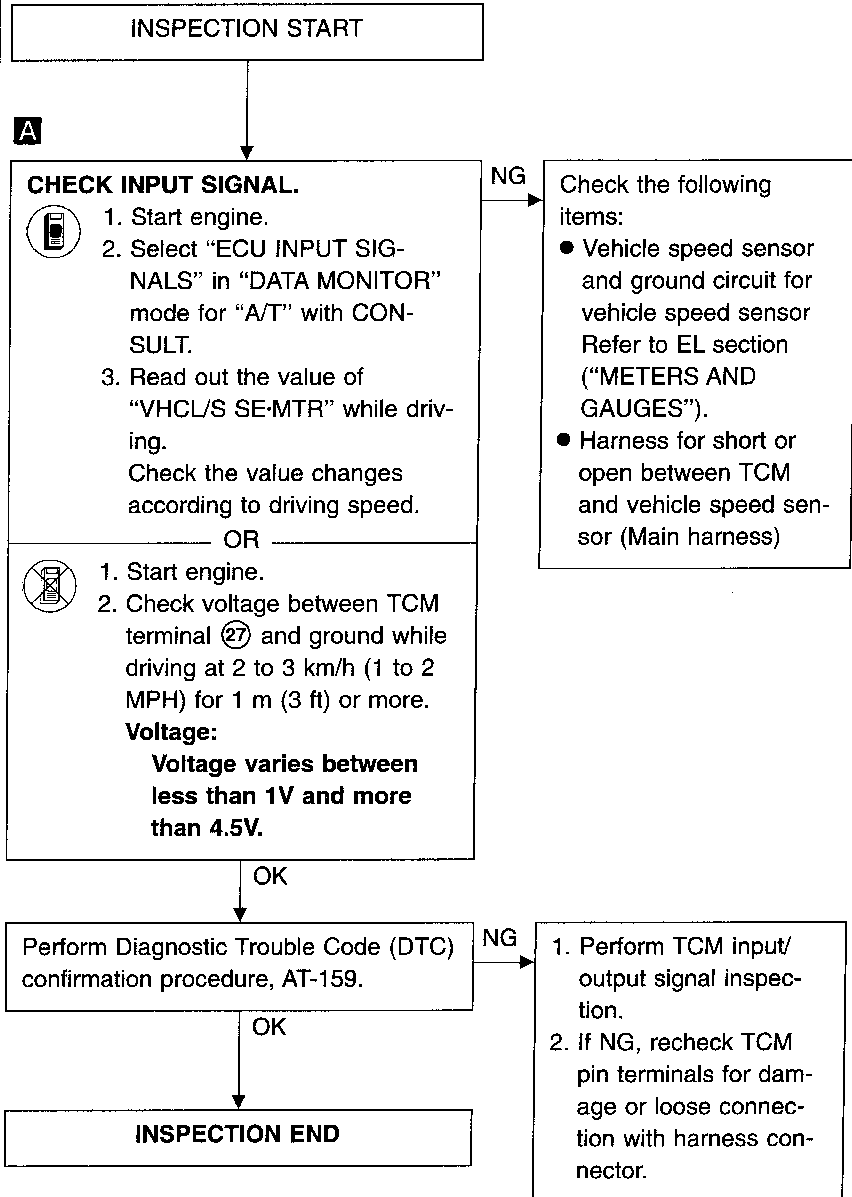 INSPECTION START
A
CHECK INPUT SIGNAL.
1. Start engine.
2. Select “ECU INPUT SIG-
NALS” in “DATA MONITOR”
mode for “A/T” with CON-
SULT.
3. Read out the value of
“VHCL/S SE·MTR” while driv-
ing.
Check the value changes
according to driving speed.
OR
1. Start engine.
2. Check voltage between TCM
terminal ㉗ and ground while
driving at 2 to 3 km/h (1 to 2
MPH) for 1 m (3 ft) or more.
Voltage:
Voltage varies between
less than 1V and more
than 4.5V.
NG
Check the following
items:
● Vehicle speed sensor
and ground circuit for
vehicle speed sensor
Refer to EL section
(“METERS AND
GAUGES”).
● Harness for short or
open between TCM
and vehicle speed sen-
sor (Main harness)
OK
Perform Diagnostic Trouble Code (DTC)
confirmation procedure, AT-159.
NG
1. Perform TCM input/
output signal inspec-
tion.
2. If NG, recheck TCM
pin terminals for dam-
age or loose connec-
tion with harness con-
nector.
OK
INSPECTION END